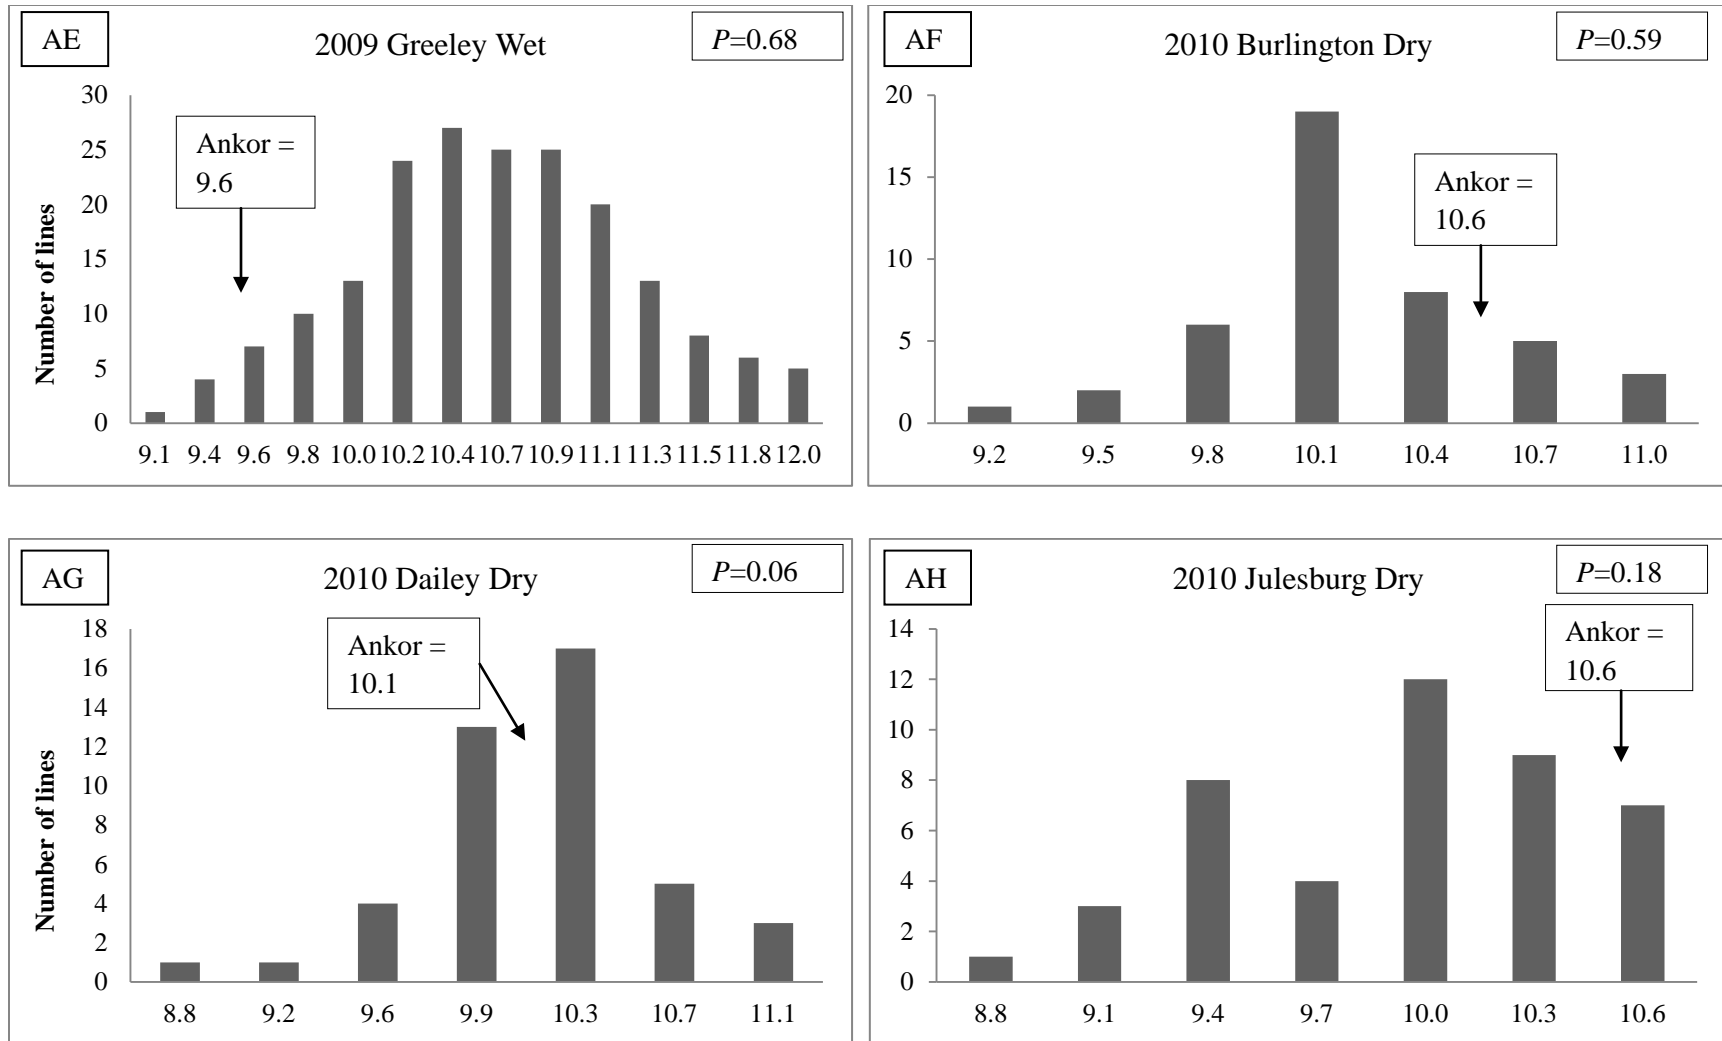 AE
2009 Greeley Wet
P=0.68
Number of lines
30
25
20
15
10
5
0
Ankor =
9.6
9.1 9.4 9.6 9.8 10.0 10.2 10.4 10.7 10.9 11.1 11.3 11.5 11.8 12.0
AF
2010 Burlington Dry
P=0.59
20
15
10
5
0
Ankor =
10.6
9.2 9.5 9.8 10.1 10.4 10.7 11.0
AG
2010 Dailey Dry
P=0.06
Number of lines
18
16
14
12
10
8
6
4
2
0
Ankor =
10.1
8.8 9.2 9.6 9.9 10.3 10.7 11.1
AH
2010 Julesburg Dry
P=0.18
14
12
10
8
6
4
2
0
Ankor =
10.6
8.8 9.1 9.4 9.7 10.0 10.3 10.6